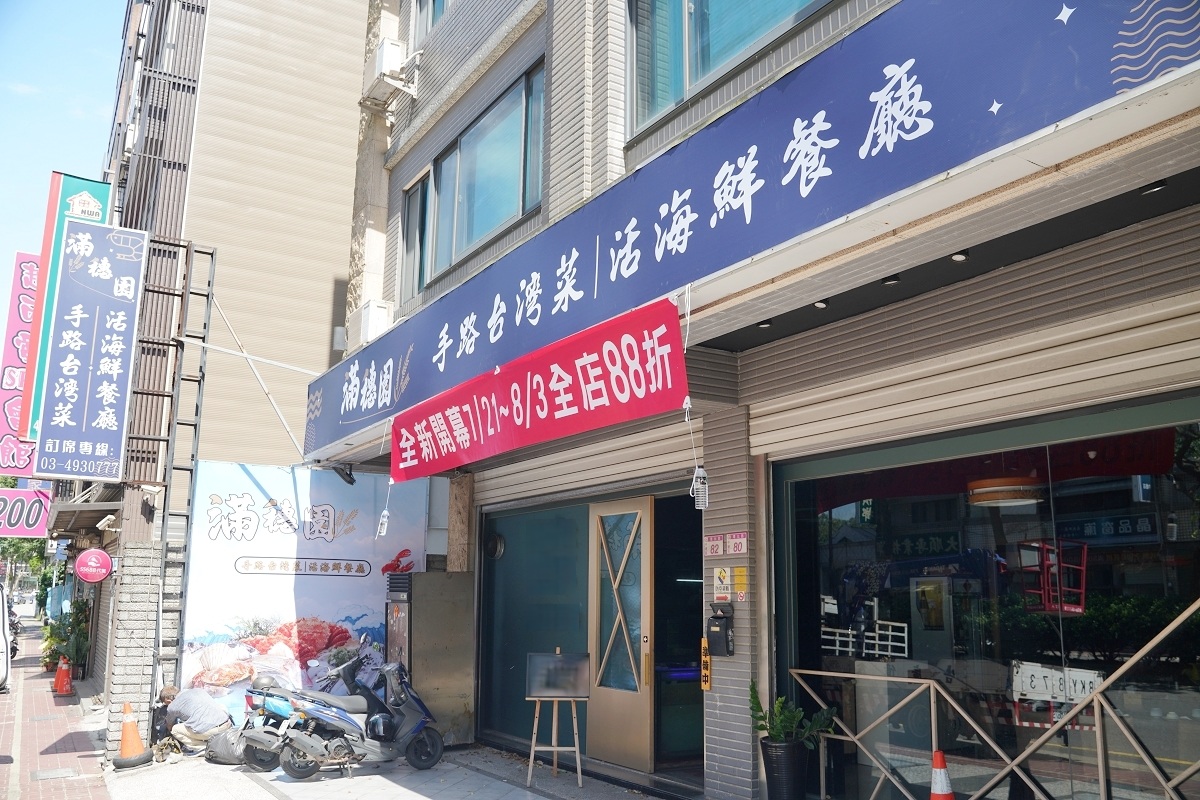 滿穗園 手路台灣菜｜活海鮮餐廳
全新開幕7/21~8/3全店88折
HWA
滿穗園
活海鮮餐廳
手路台灣菜
訂席專線:
03-4930777
200
滿穗園
手路台灣菜｜活海鮮餐廳
55688
82
80